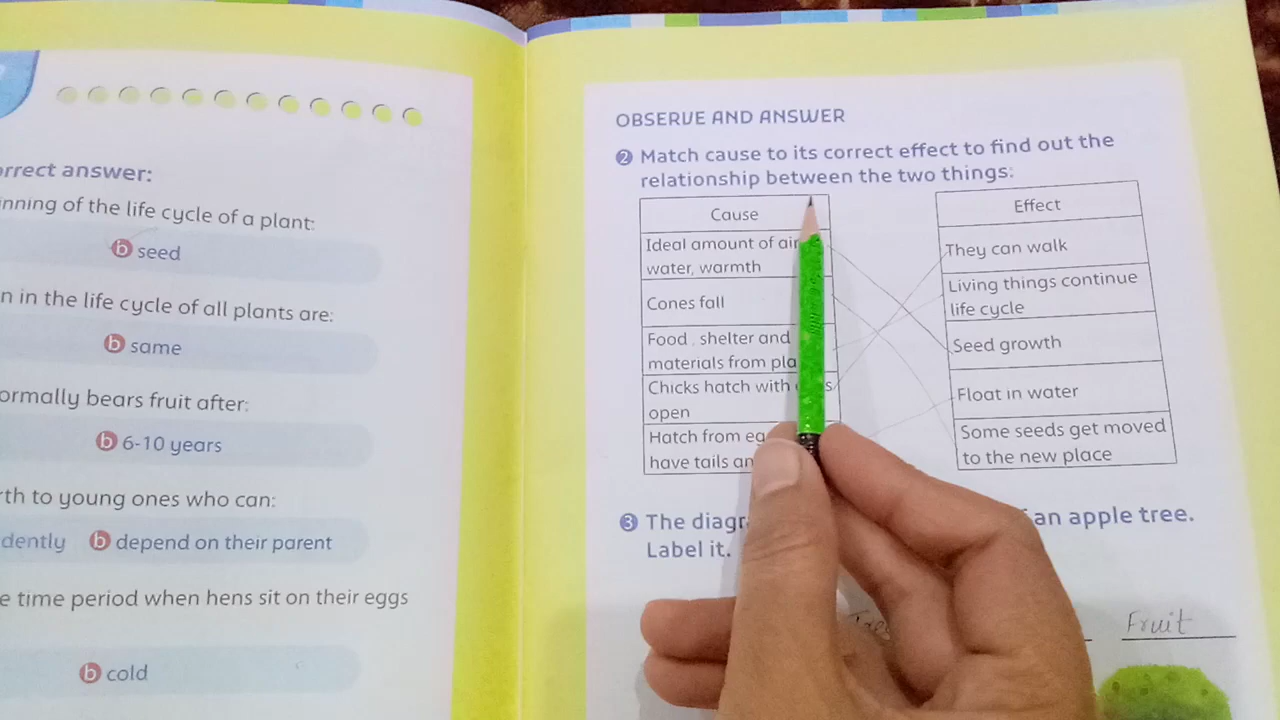 orrect answer:
inning of the life cycle of a plant:
b seed
n in the life cycle of all plants are:
b same
ormally bears fruit after:
b 6-10 years
rth to young ones who can:
dently b depend on their parent
e time period when hens sit on their eggs
b cold
OBSERVE AND ANSWER
2 Match cause to its correct effect to find out the
relationship between the two things:
Cause
Ideal amount of air
water, warmth
Cones fall
Food . shelter and
materials from pla
Chicks hatch with
open
Hatch from eg
have tails an
Effect
They can walk
Living things continue
life cycle
Seed growth
Float in water
Some seeds get moved
to the new place
3 The diagr an apple tree.
Label it.
Fruit